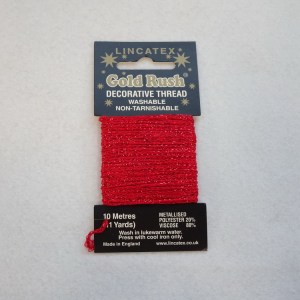 LINCATEX
Gold Rush
DECORATIVE THREAD
WASHABLE
NON-TARNISHABLE
10 Metres
(11 Yards)
METALLISED
POLYESTER 20%
VISCOSE 80%
Wash in lukewarm water.
Press with cool iron only.
Made in England
www.lincatex.co.uk